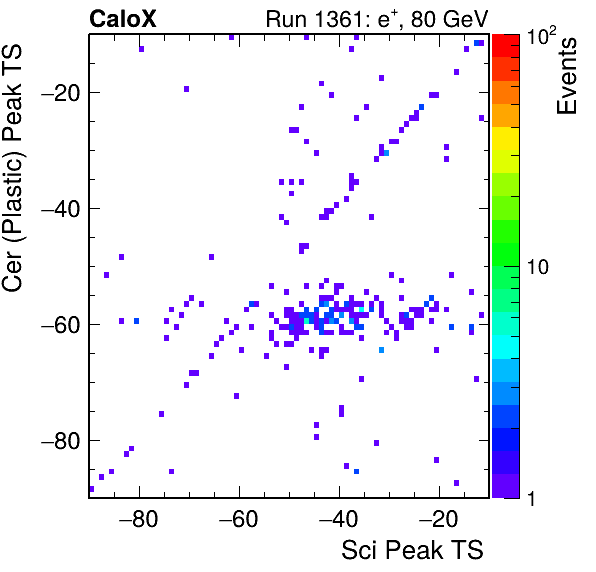 CaloX Run 1361: e⁺, 80 GeV
Cer (Plastic) Peak TS
−20
−40
−60
−80
−80 −60 −40 −20
Sci Peak TS
10²
10
1
Events